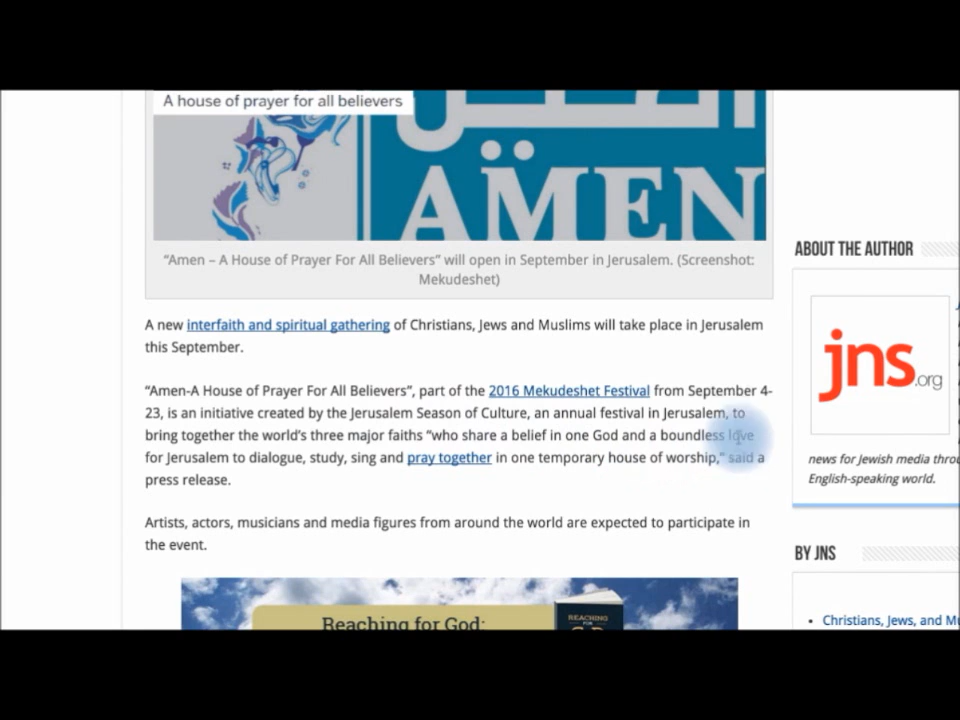 A house of prayer for all believers
AMEN
“Amen – A House of Prayer For All Believers” will open in September in Jerusalem. (Screenshot:
Mekudeshet)
A new interfaith and spiritual gathering of Christians, Jews and Muslims will take place in Jerusalem
this September.
“Amen-A House of Prayer For All Believers”, part of the 2016 Mekudeshet Festival from September 4-
23, is an initiative created by the Jerusalem Season of Culture, an annual festival in Jerusalem, to
bring together the world’s three major faiths “who share a belief in one God and a boundless love
for Jerusalem to dialogue, study, sing and pray together in one temporary house of worship,” said a
press release.
Artists, actors, musicians and media figures from around the world are expected to participate in
the event.
Reaching for God:
REACHING
FOR
ABOUT THE AUTHOR
jns.org
news for Jewish media thro
English-speaking world.
BY JNS
• Christians, Jews, and Mu